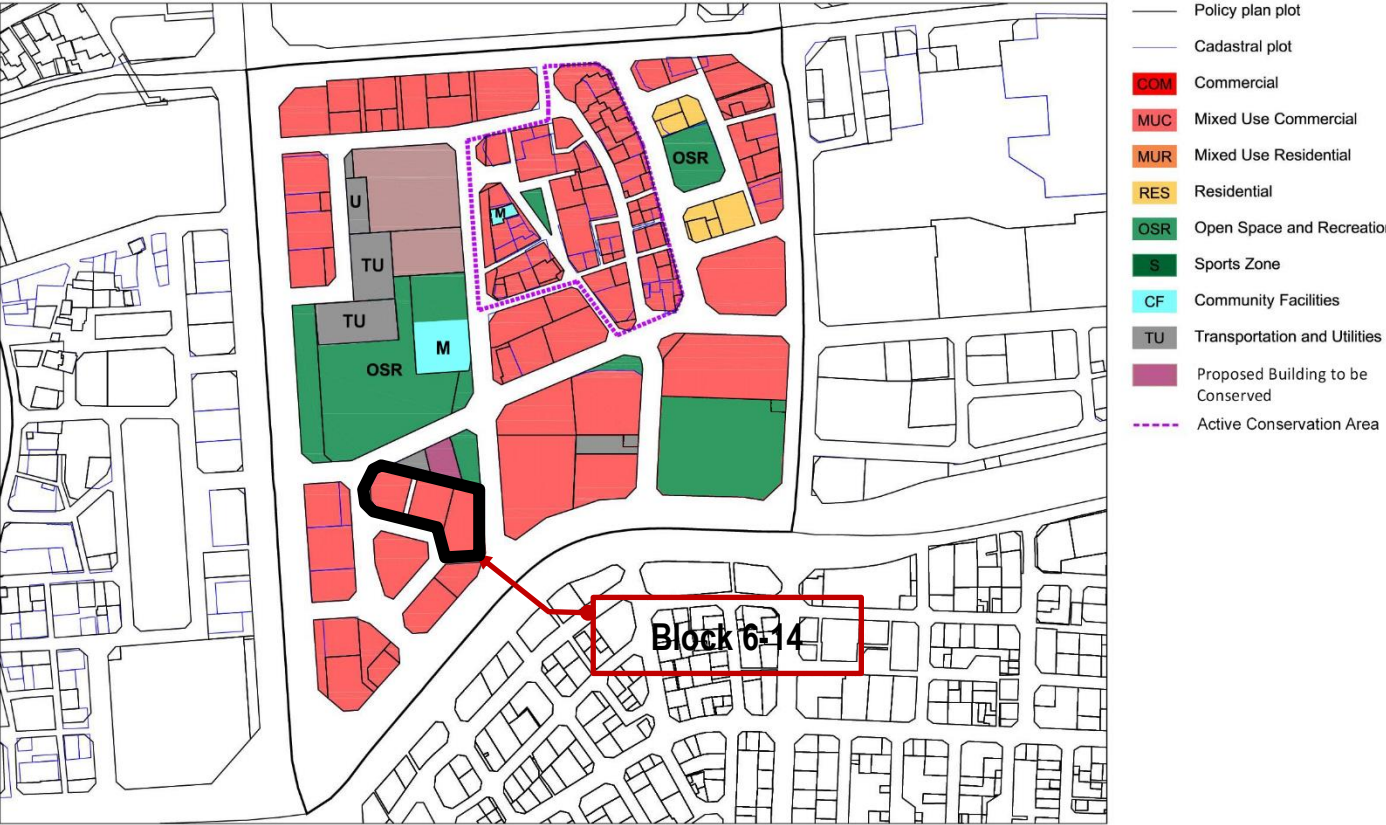 Policy plan plot
Cadastral plot
COM Commercial
MUC Mixed Use Commercial
MUR Mixed Use Residential
RES Residential
OSR Open Space and Recreation
S Sports Zone
CF Community Facilities
TU Transportation and Utilities
Proposed Building to be
Conserved
Active Conservation Area
OSR
M
U
TU
TU
M
OSR
Block 6-14